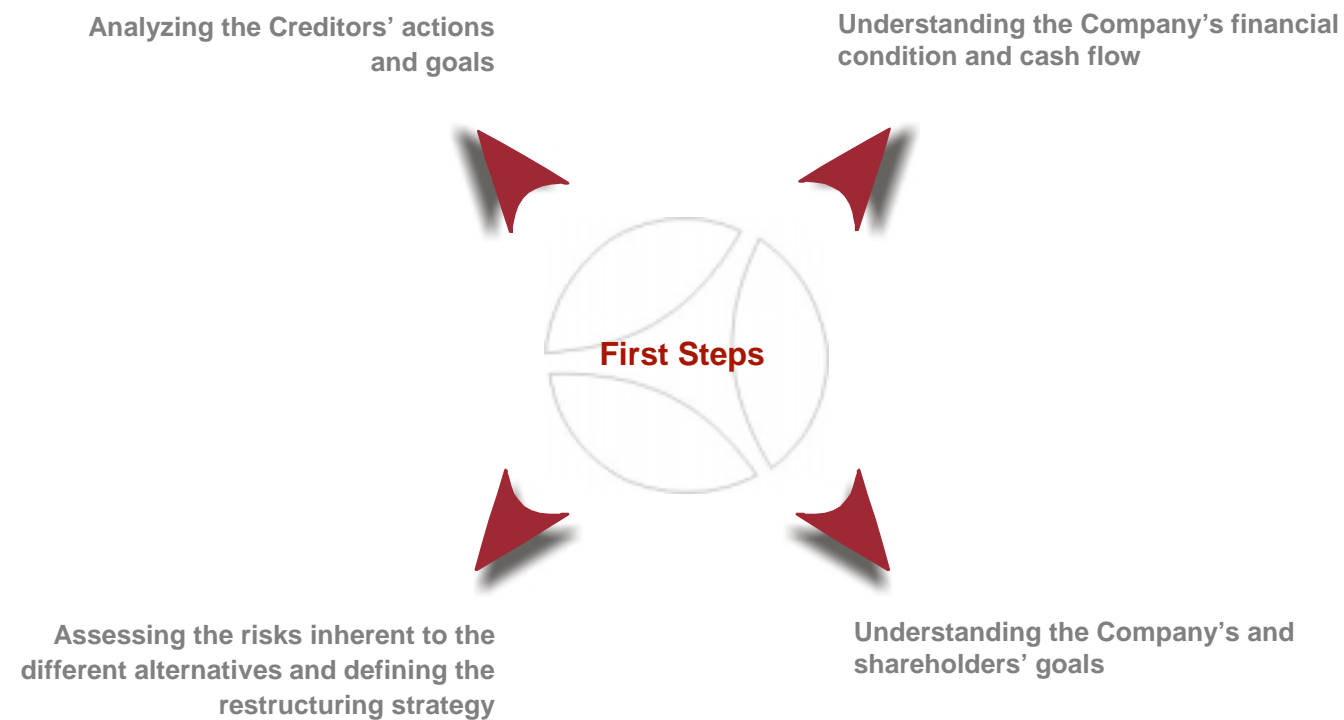 Analyzing the Creditors’ actions
and goals
Understanding the Company’s financial
condition and cash flow
First Steps
Assessing the risks inherent to the
different alternatives and defining the
restructuring strategy
Understanding the Company’s and
shareholders’ goals